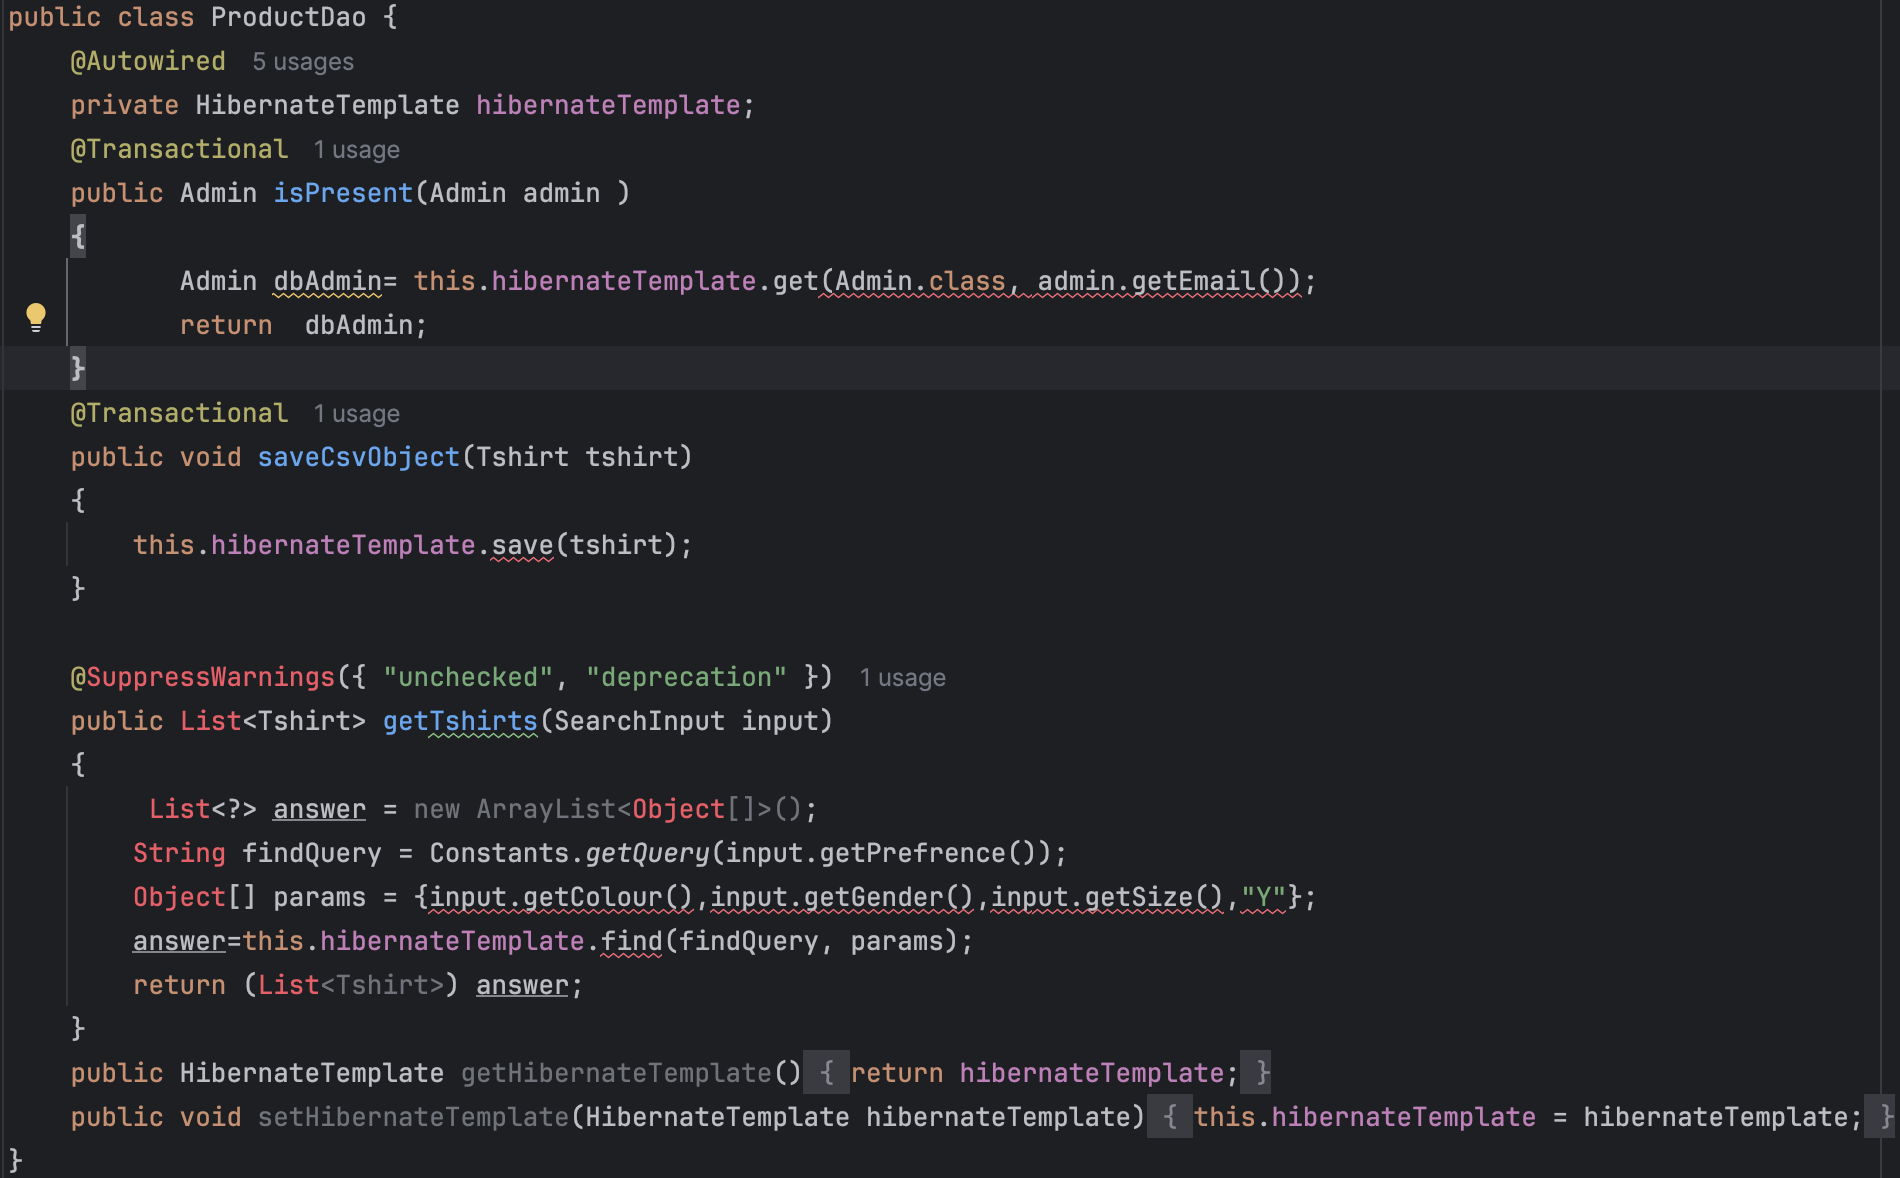 public class ProductDao {
@Autowired 5 usages
private HibernateTemplate hibernateTemplate;
@Transactional 1 usage
public Admin isPresent(Admin admin )
{
Admin dbAdmin= this.hibernateTemplate.get(Admin.class, admin.getEmail());
return  dbAdmin;
}
@Transactional 1 usage
public void saveCsvObject(Tshirt tshirt)
{
this.hibernateTemplate.save(tshirt);
}
@SuppressWarnings({ "unchecked", "deprecation" }) 1 usage
public List<Tshirt> getTshirts(SearchInput input)
{
List<?> answer = new ArrayList<Object[]>();
String findQuery = Constants.getQuery(input.getPrefrence());
Object[] params = {input.getColour(),input.getGender(),input.getSize(),"Y"};
answer=this.hibernateTemplate.find(findQuery, params);
return (List<Tshirt>) answer;
}
public HibernateTemplate getHibernateTemplate() { return hibernateTemplate; }
public void setHibernateTemplate(HibernateTemplate hibernateTemplate) { this.hibernateTemplate = hibernateTemplate; }
}